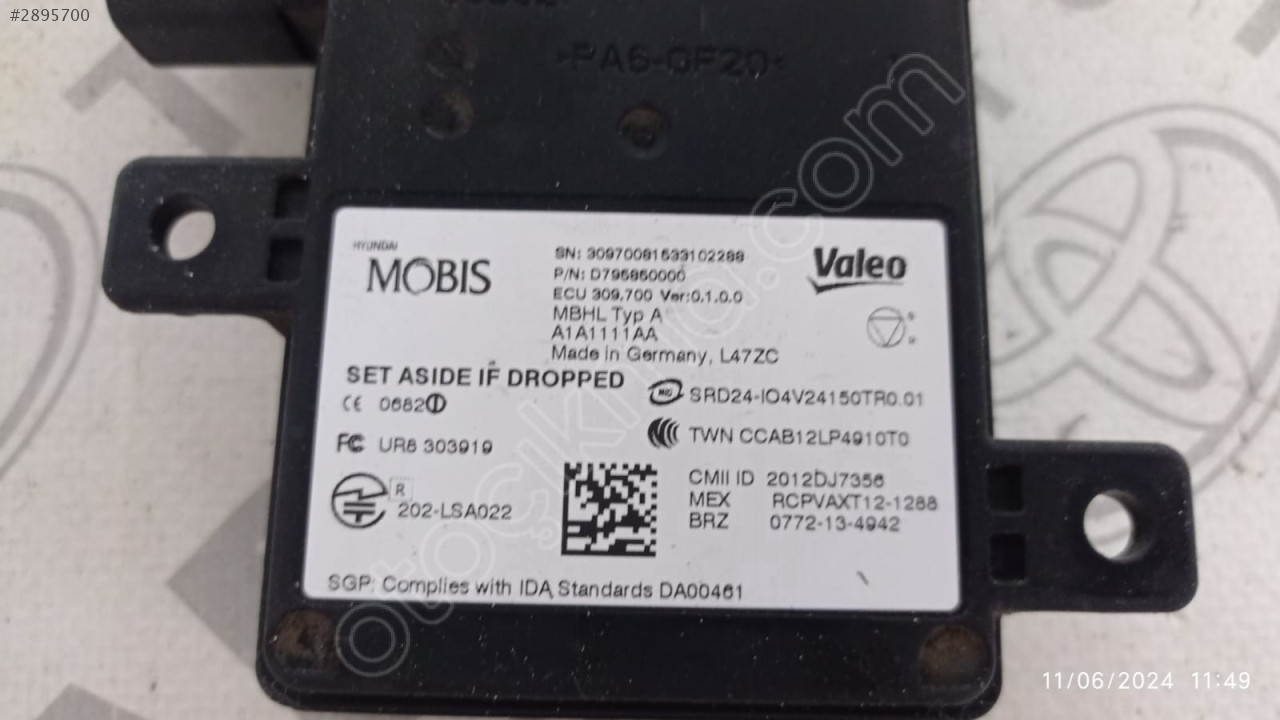 #2895700
>PA6-GF20<
HYUNDAI
MOBIS
SN: 30970081533102288
P/N: D795850000
ECU 309.700 Ver:0.1.0.0
MBHL Typ A
A1A1111AA
Made in Germany, L47ZC
Valeo
SET ASIDE IF DROPPED
CE 0682
FC UR8 303919
R
202-LSA022
SRD24-IO4V24150TR0.01
TWN CCAB12LP4910T0
CMII ID 2012DJ7356
MEX RCPVAXT12-1288
BRZ 0772-13-4942
SGP: Complies with IDA Standards DA00461
otocikma.com
11/06/2024 11:49